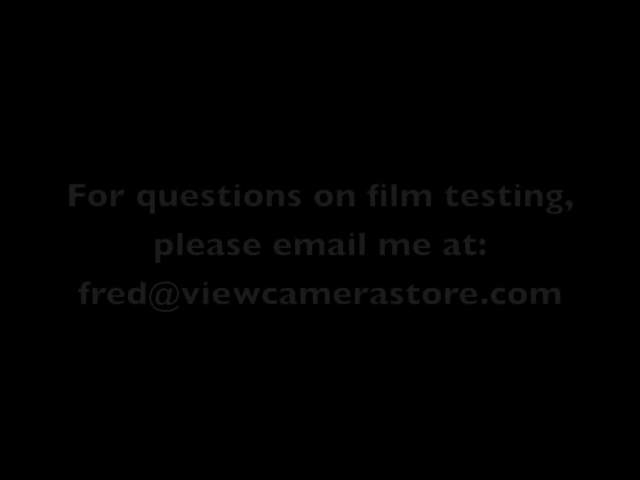 For questions on film testing,
please email me at:
fred@viewcamerastore.com